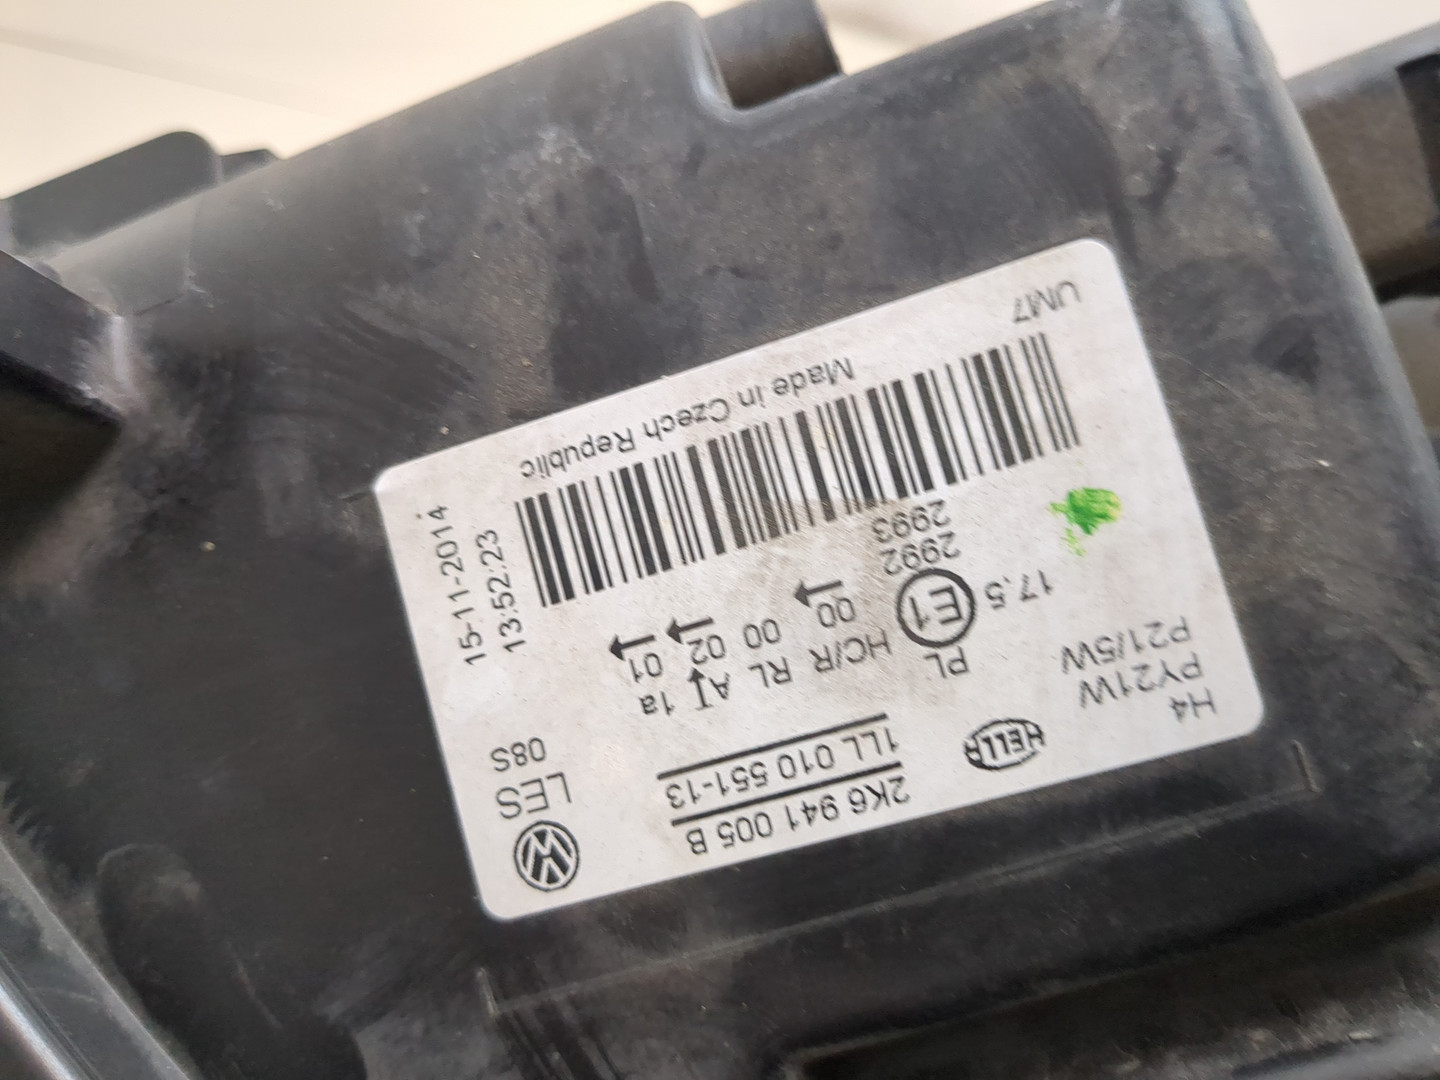 2K6 941 005 B
1LL 010 551-13
HELLA
H4
PY21W
P21/5W
LES
08S
PL HC/R RL A 1a
E1 00 00 02 01
17.5
2992
2993
15-11-2014
13:52:23
Made in Czech Republic
UM7